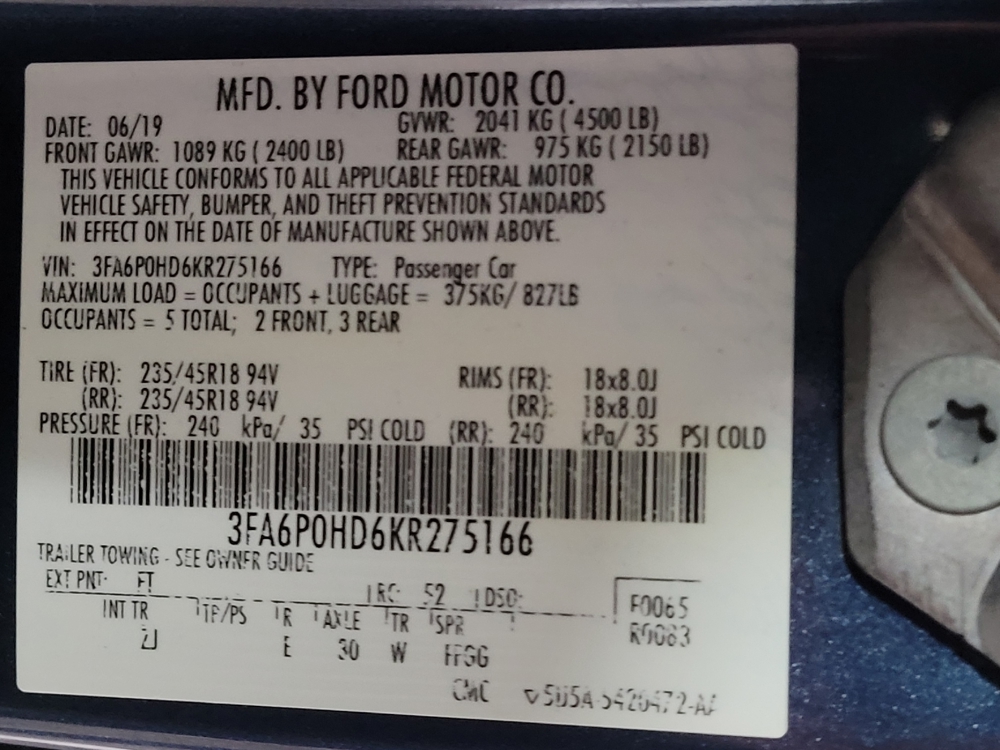 MFD. BY FORD MOTOR CO.
DATE: 06/19 GVWR: 2041 KG ( 4500 LB)
FRONT GAWR: 1089 KG ( 2400 LB) REAR GAWR: 975 KG ( 2150 LB)
THIS VEHICLE CONFORMS TO ALL APPLICABLE FEDERAL MOTOR
VEHICLE SAFETY, BUMPER, AND THEFT PREVENTION STANDARDS
IN EFFECT ON THE DATE OF MANUFACTURE SHOWN ABOVE.
VIN: 3FA6P0HD6KR275166 TYPE: Passenger Car
MAXIMUM LOAD = OCCUPANTS + LUGGAGE = 375KG/ 827LB
OCCUPANTS = 5 TOTAL; 2 FRONT, 3 REAR
TIRE (FR): 235/45R18 94V RIMS (FR): 18x8.0J
(RR): 235/45R18 94V (RR): 18x8.0J
PRESSURE (FR): 240 kPa/ 35 PSI COLD (RR): 240 kPa/ 35 PSI COLD
3FA6P0HD6KR275166
TRAILER TOWING - SEE OWNER GUIDE
EXT PNT: FT RC: 52 DSO: F0065
INT TR TP/PS R AXLE TR SPR R0083
E 30 W FFGG
CMC